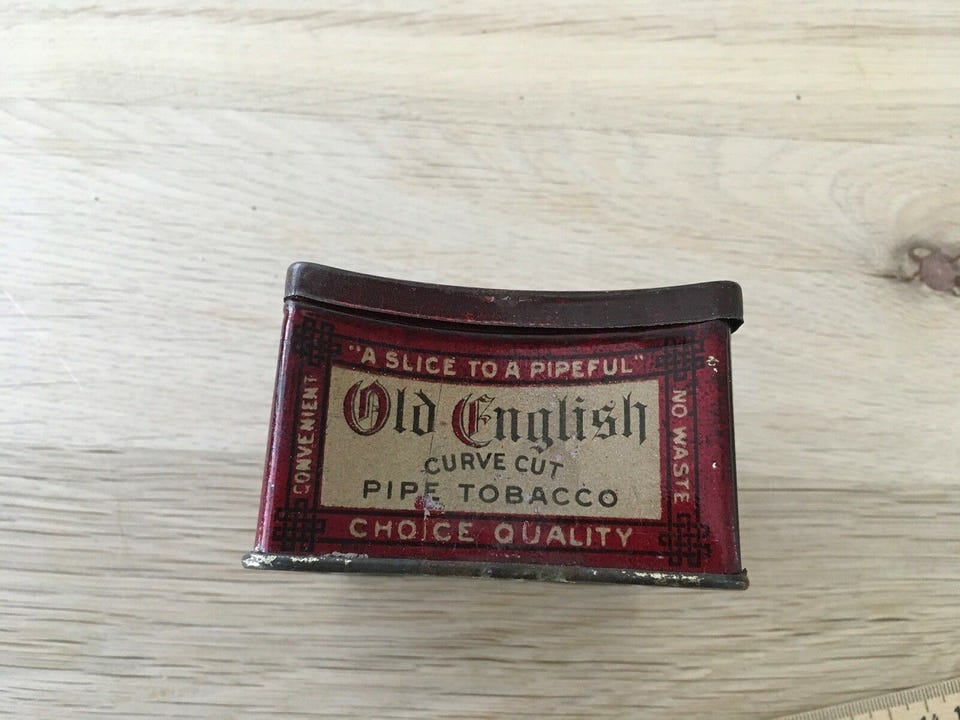 "A SLICE TO A PIPEFUL"
CONVENIENT
Old English
CURVE CUT
PIPE TOBACCO
NO WASTE
CHOICE QUALITY